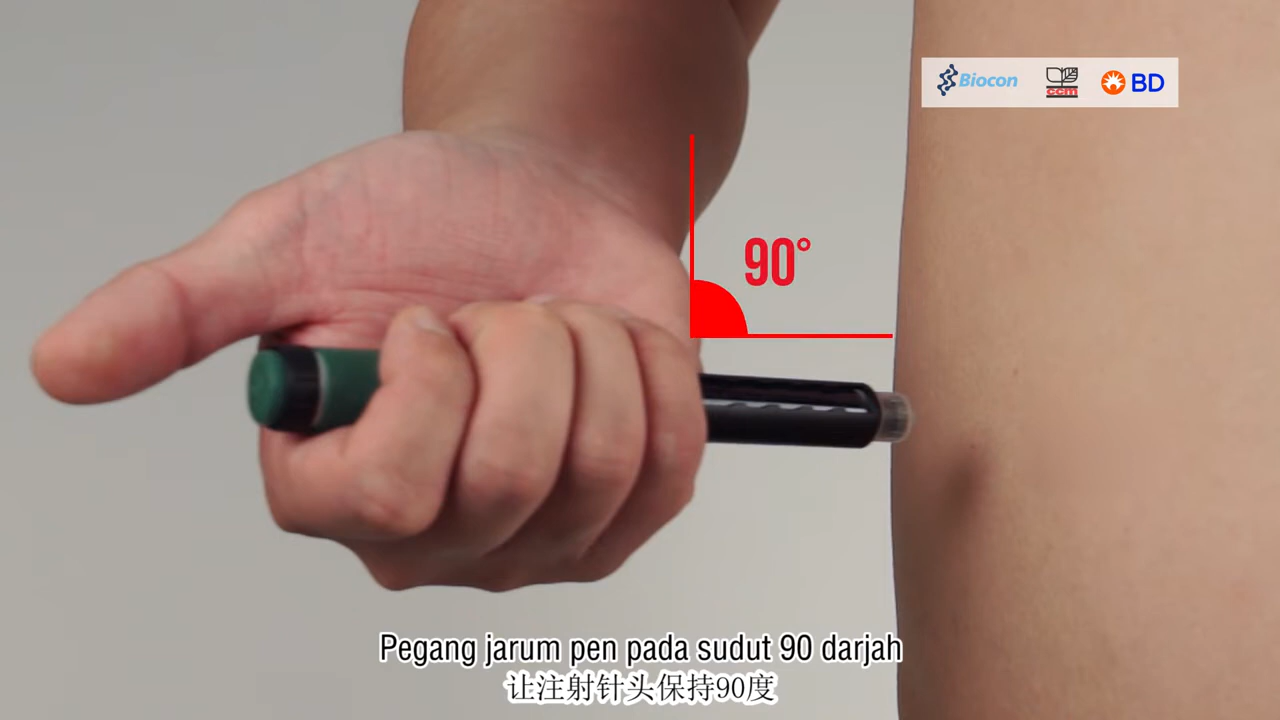 Biocon
ccm
BD
90°
Pegang jarum pen pada sudut 90 darjah
让注射针头保持90度